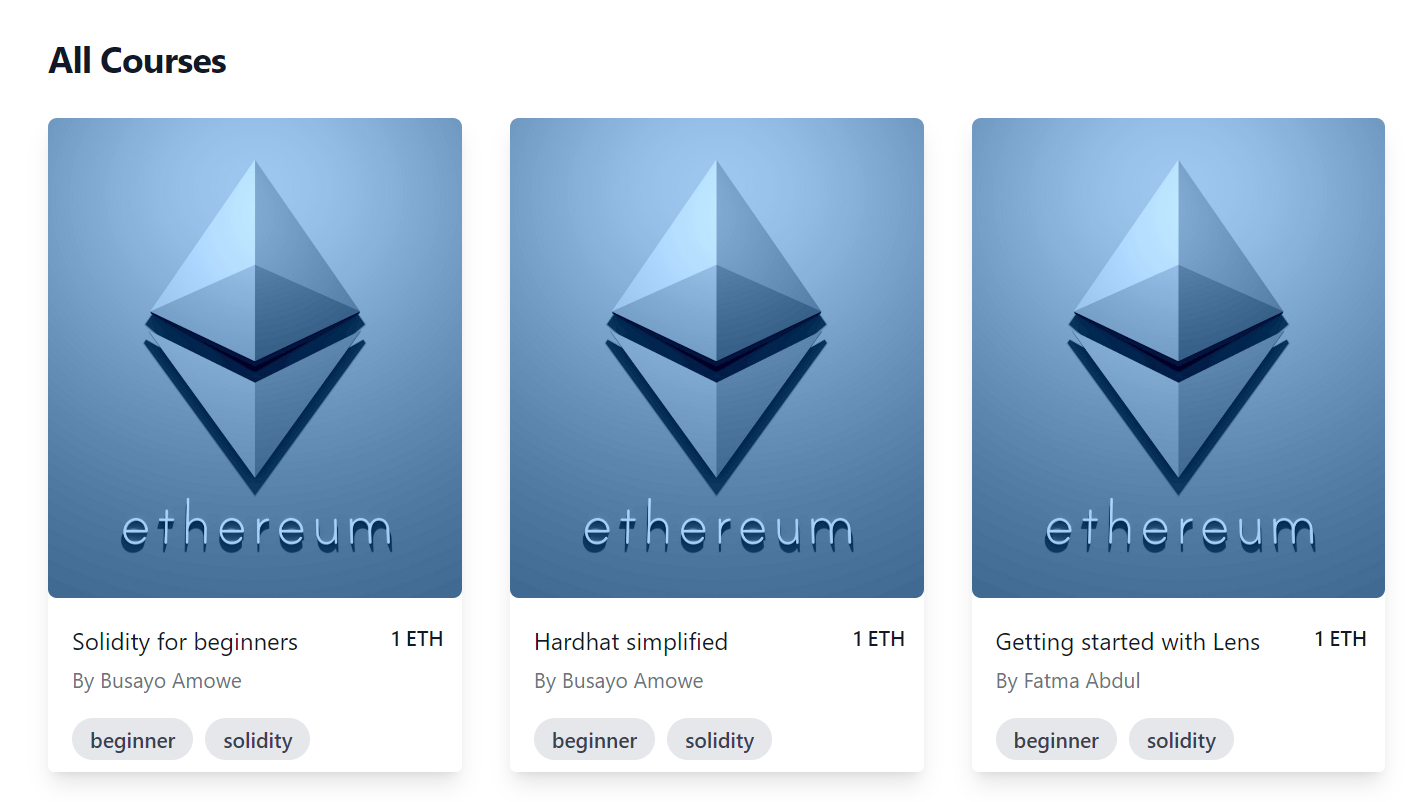 All Courses
ethereum
ethereum
ethereum
Solidity for beginners
1 ETH
By Busayo Amowe
beginner
solidity
Hardhat simplified
1 ETH
By Busayo Amowe
beginner
solidity
Getting started with Lens
1 ETH
By Fatma Abdul
beginner
solidity